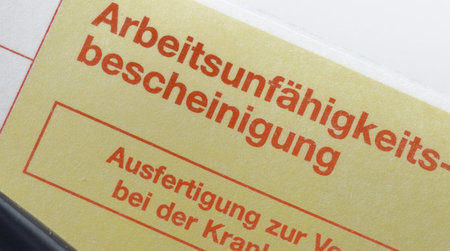 Arbeitsunfähigkeits-
bescheinigung
Ausfertigung zur
bei der